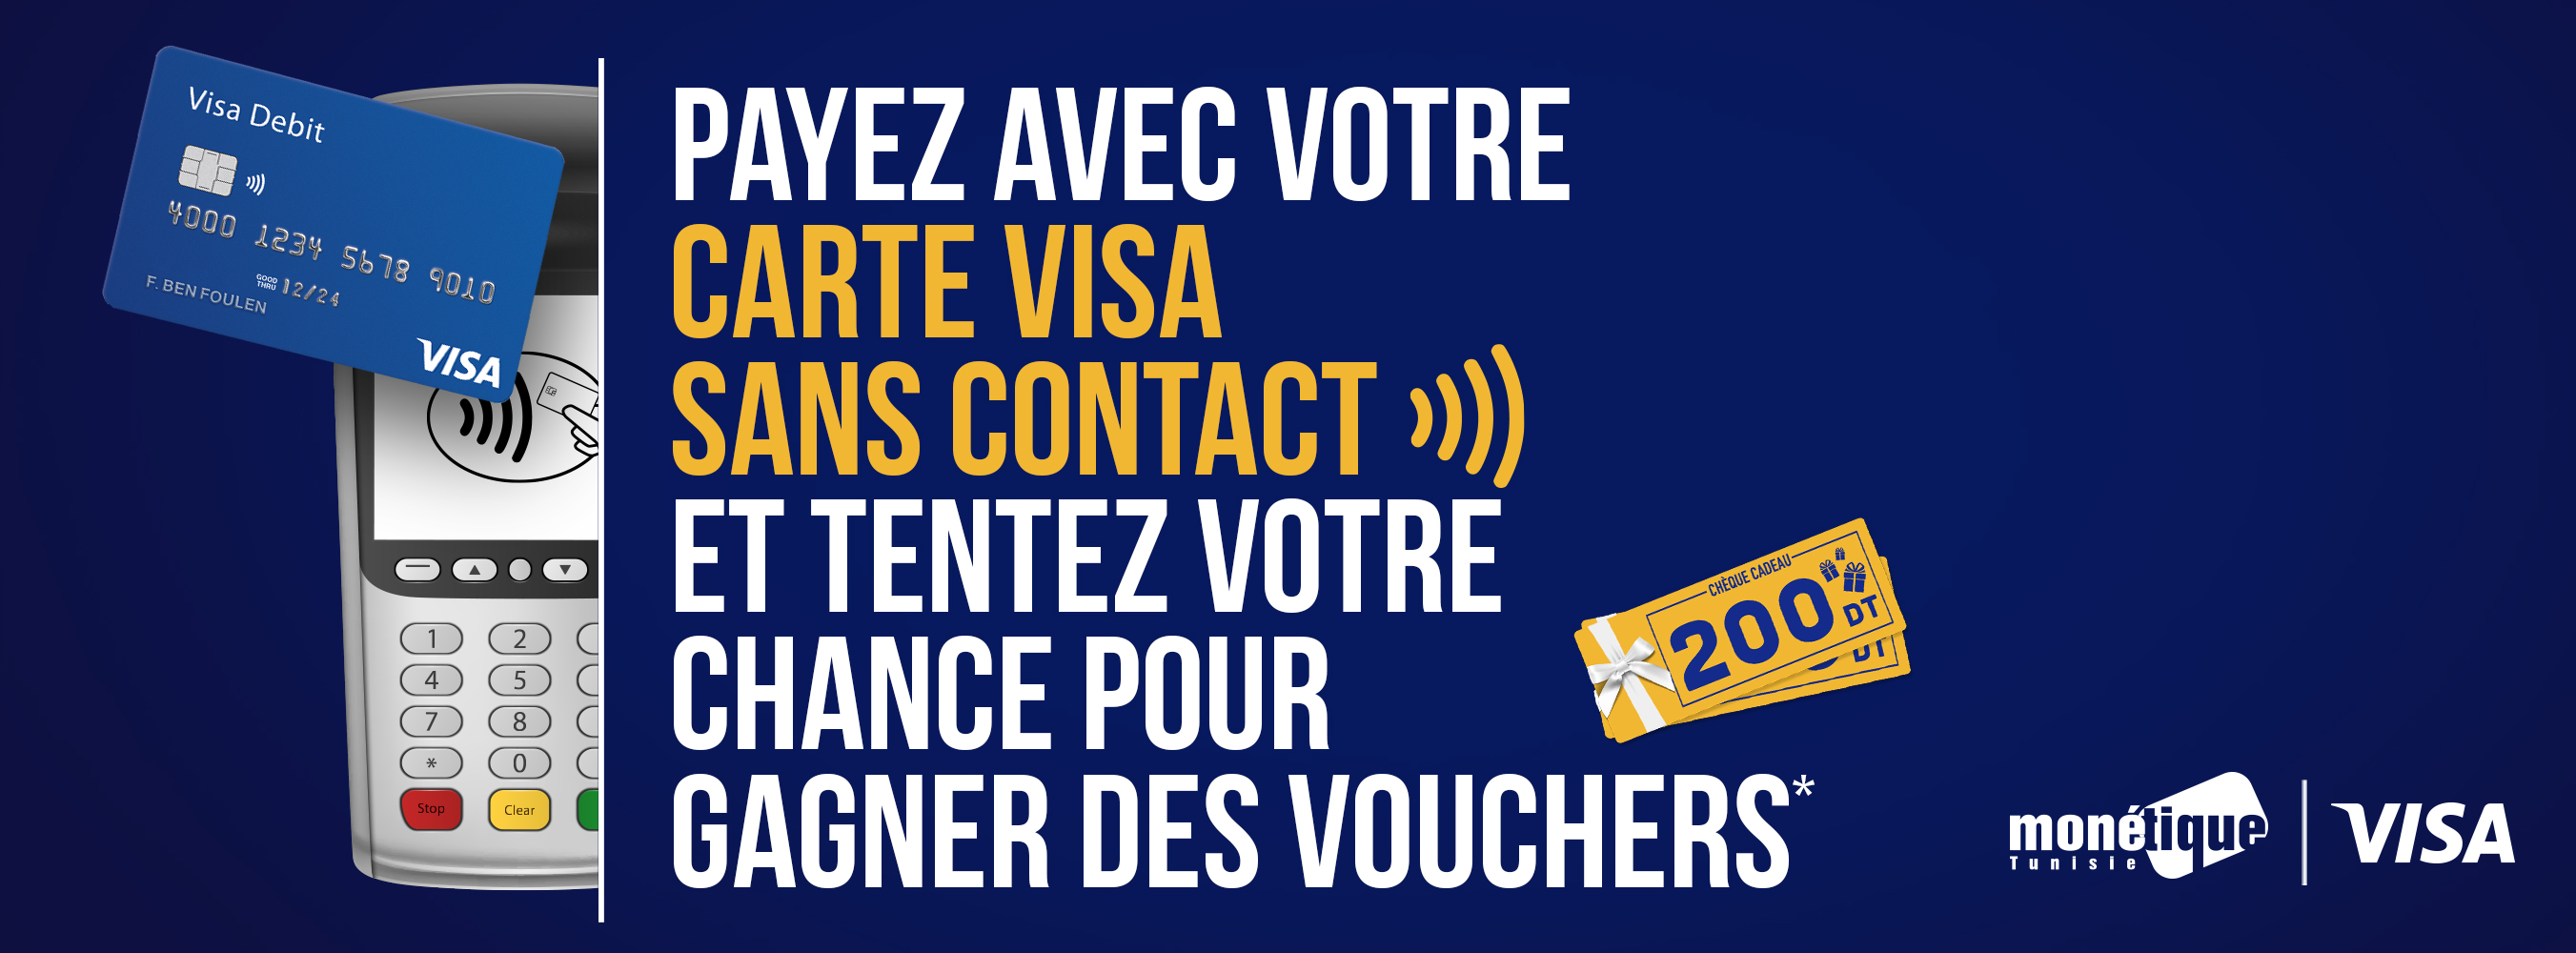 Visa Debit
4000 1234 5678 9010
GOOD
THRU 12/24
F. BEN FOULEN
VISA
1 2
4 5
7 8
* 0
Stop Clear
PAYEZ AVEC VOTRE
CARTE VISA
SANS CONTACT
ET TENTEZ VOTRE
CHANCE POUR
GAGNER DES VOUCHERS*
CHÈQUE CADEAU
200 DT
DT
monétique
Tunisie
VISA